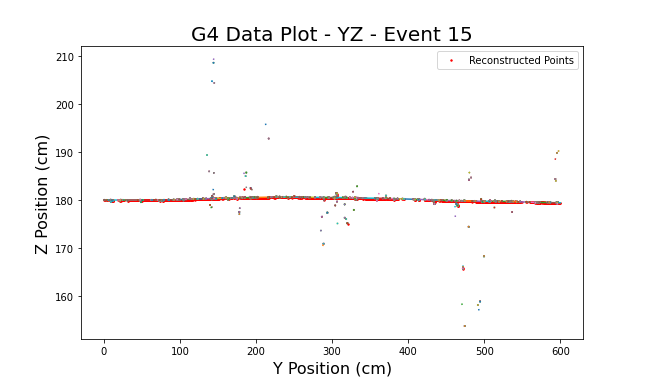 G4 Data Plot - YZ - Event 15
Reconstructed Points
Z Position (cm)
210
200
190
180
170
160
0 100 200 300 400 500 600
Y Position (cm)